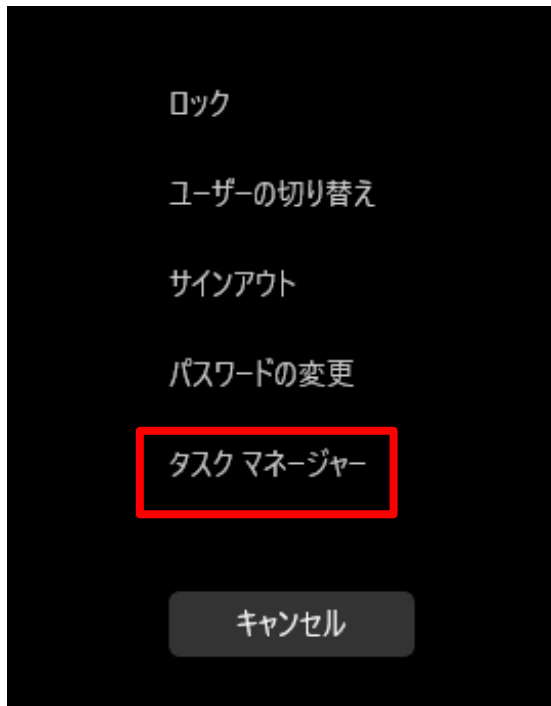 ロック
ユーザーの切り替え
サインアウト
パスワードの変更
タスク マネージャー
キャンセル